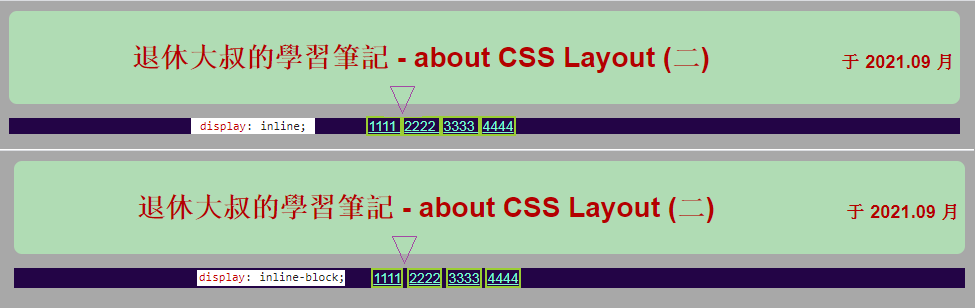 退休大叔的學習筆記 - about CSS Layout (二)
于 2021.09 月
display: inline; 1111 2222 3333 4444
退休大叔的學習筆記 - about CSS Layout (二)
于 2021.09 月
display: inline-block; 1111 2222 3333 4444